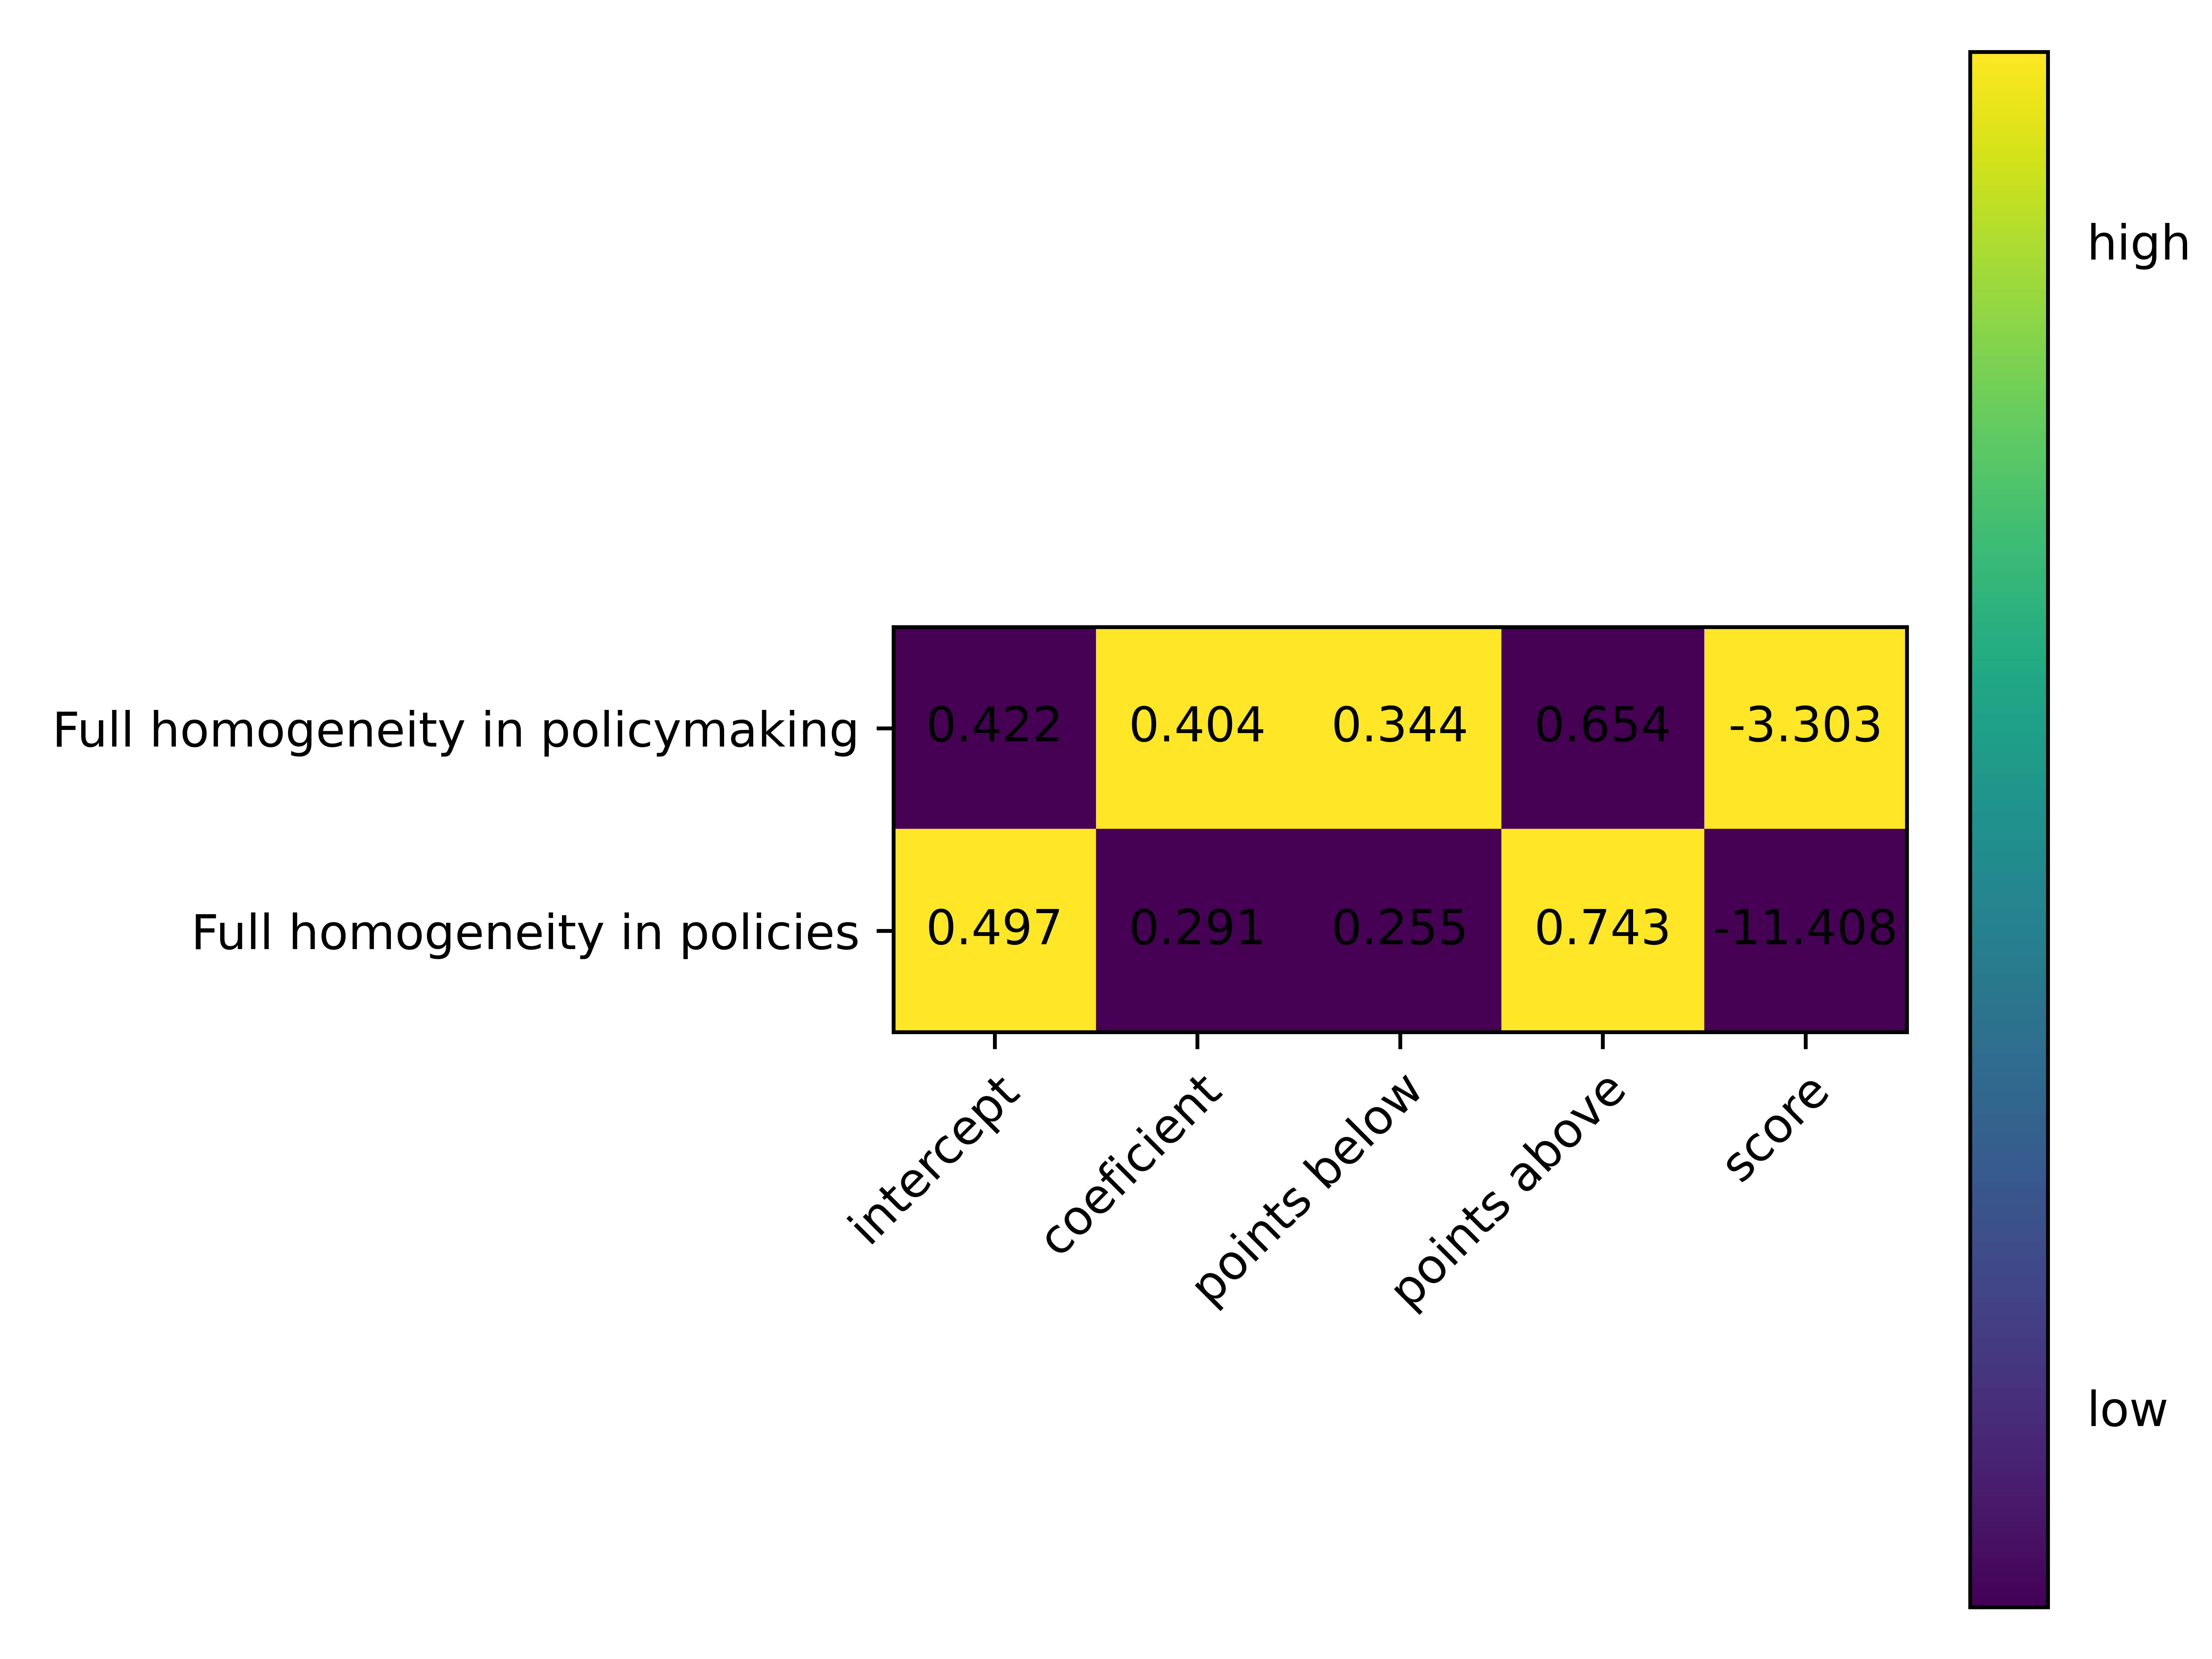 high
Full homogeneity in policymaking 0.422 0.404 0.344 0.654 -3.303
Full homogeneity in policies 0.497 0.291 0.255 0.743 -11.408
intercept
coeficient
points below
points above
score
low